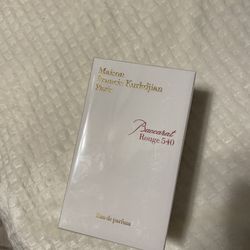 Maison
Francis Kurkdjian
Paris
Baccarat
Rouge 540
Eau de parfum